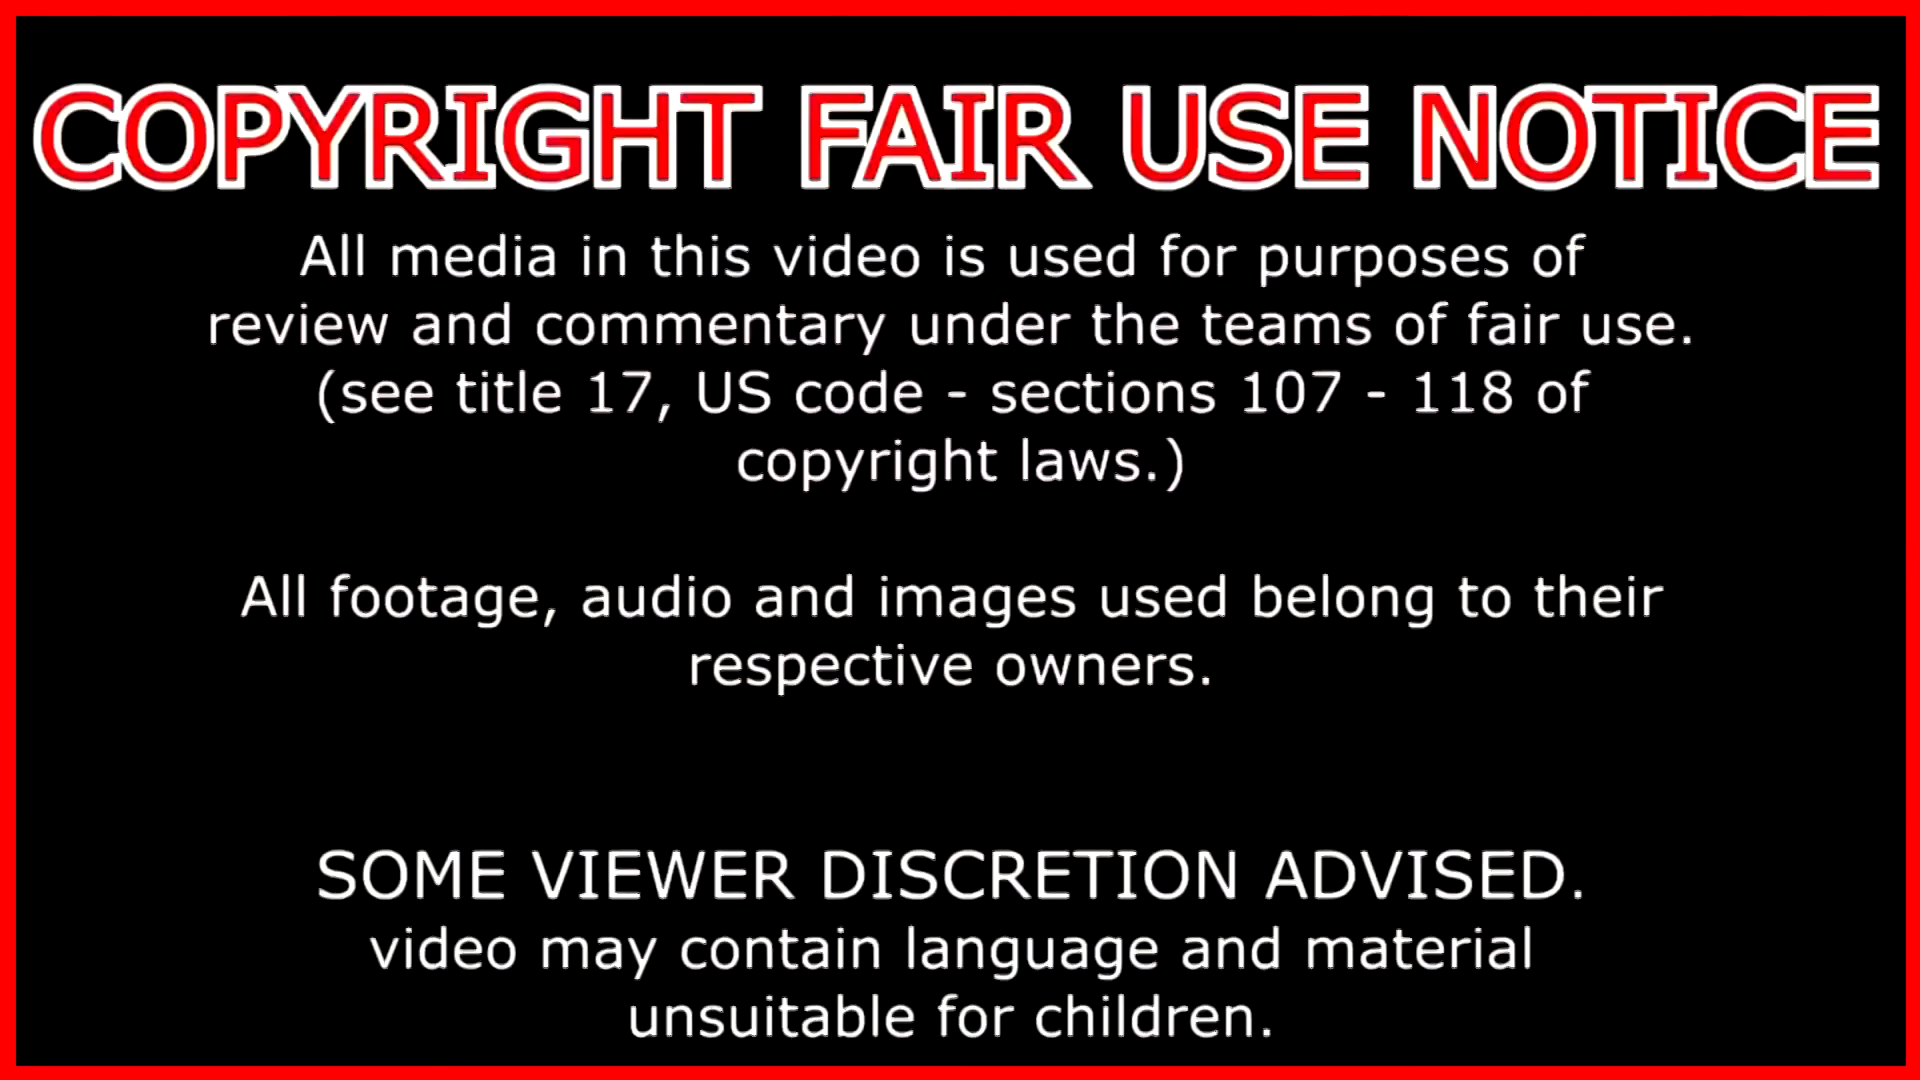 COPYRIGHT FAIR USE NOTICE
All media in this video is used for purposes of
review and commentary under the teams of fair use.
(see title 17, US code - sections 107 - 118 of
copyright laws.)
All footage, audio and images used belong to their
respective owners.
SOME VIEWER DISCRETION ADVISED.
video may contain language and material
unsuitable for children.